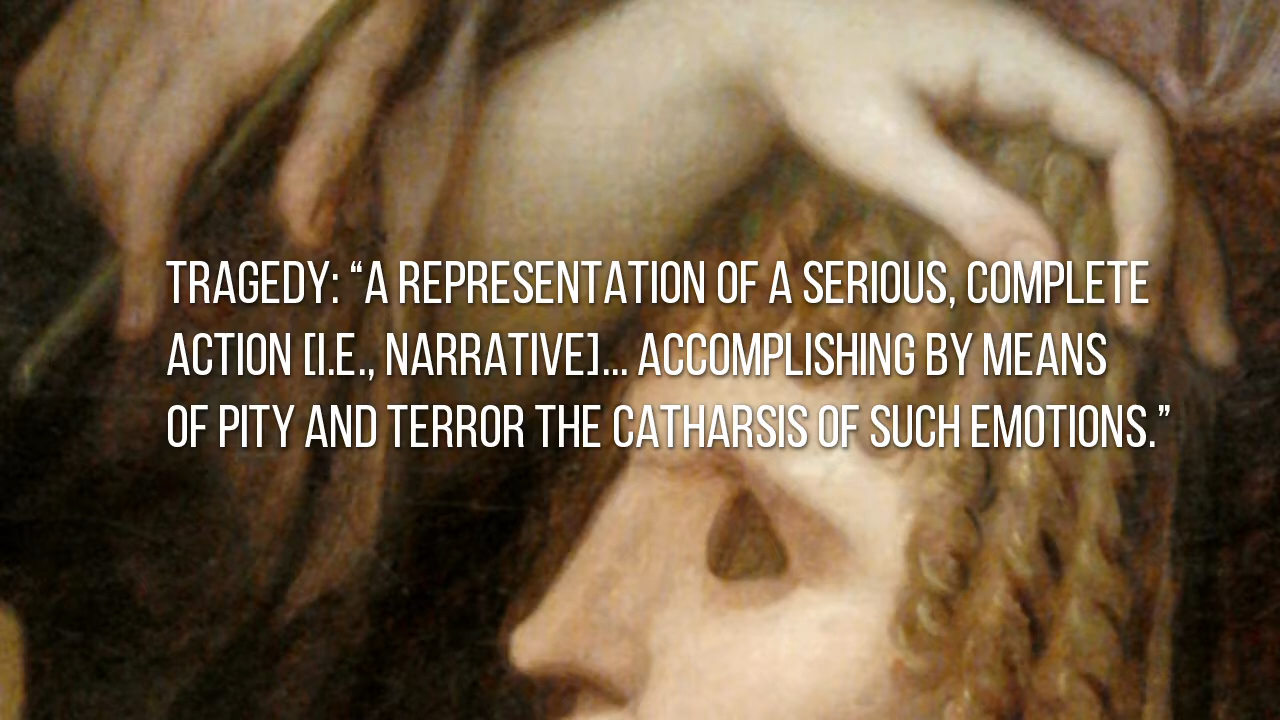 TRAGEDY: “A REPRESENTATION OF A SERIOUS, COMPLETE
ACTION [I.E., NARRATIVE]... ACCOMPLISHING BY MEANS
OF PITY AND TERROR THE CATHARSIS OF SUCH EMOTIONS.”